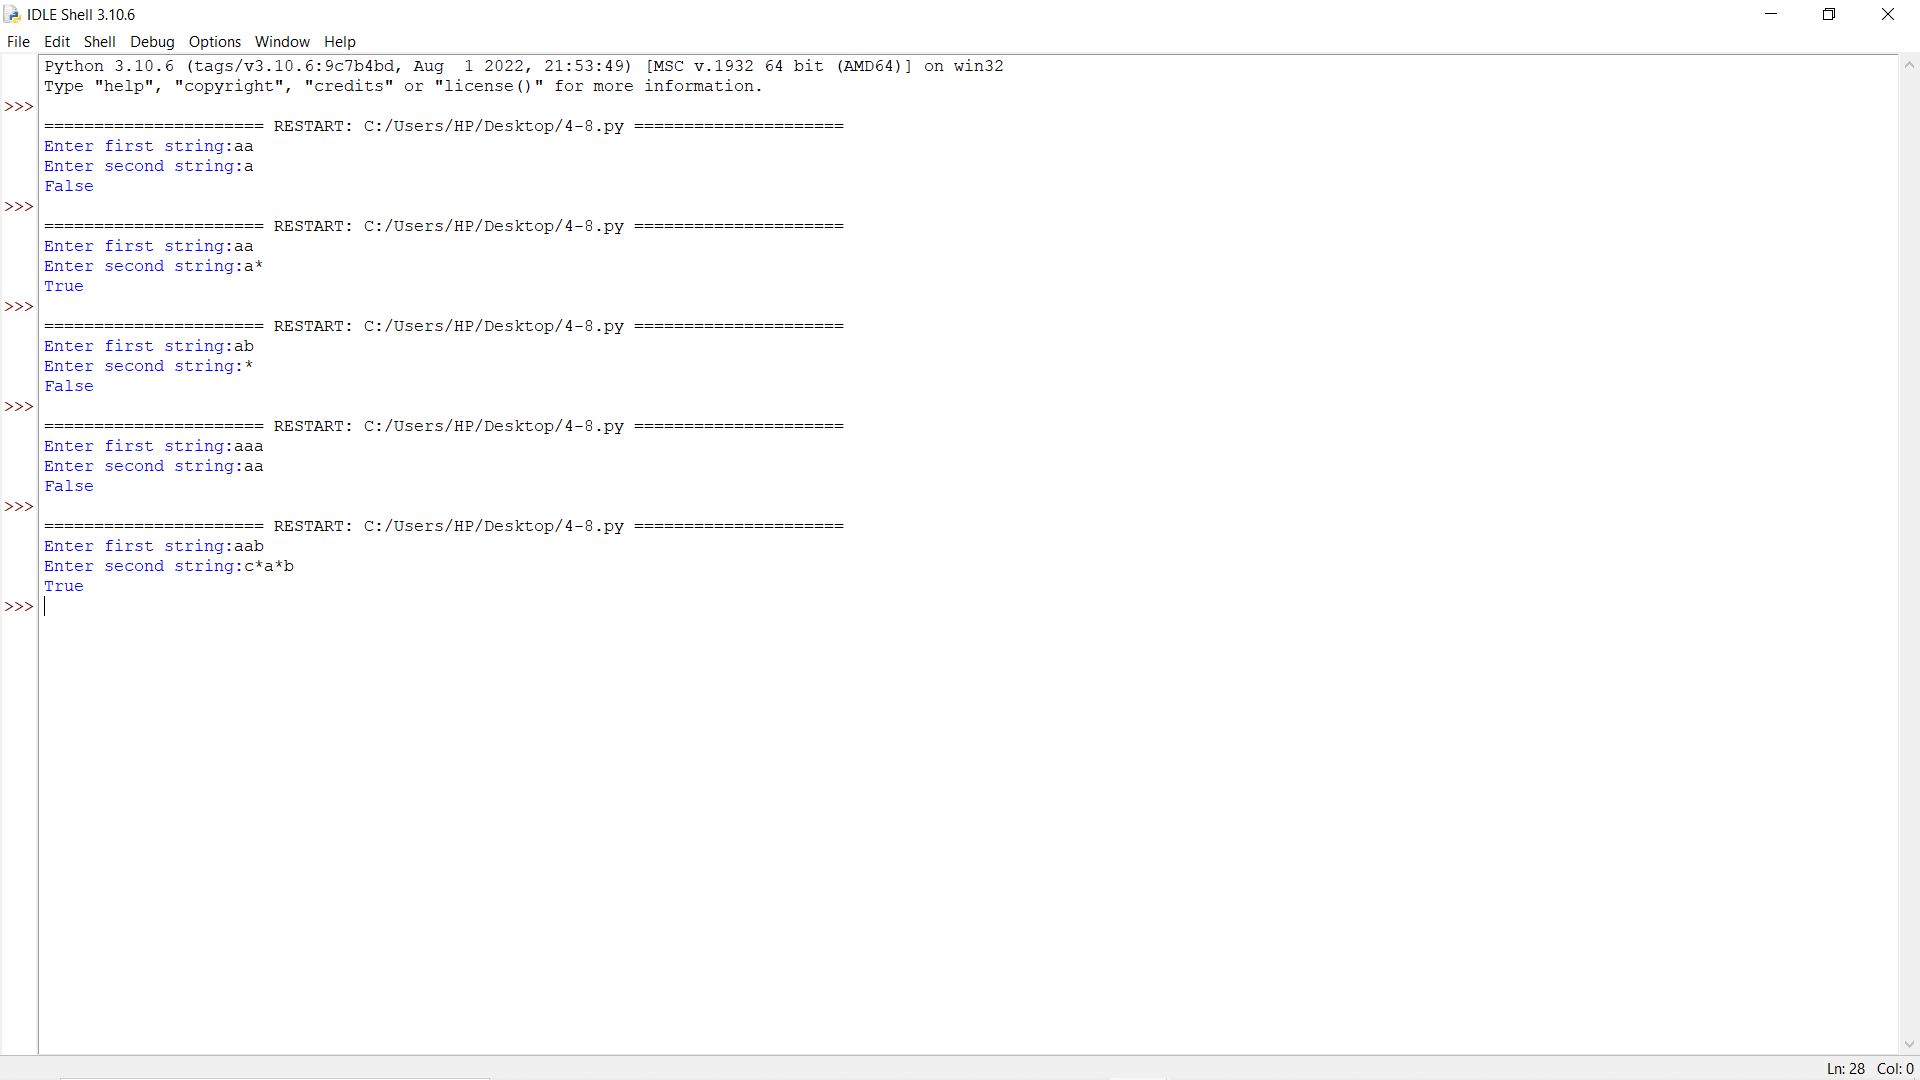 IDLE Shell 3.10.6
File Edit Shell Debug Options Window Help
Python 3.10.6 (tags/v3.10.6:9c7b4bd, Aug  1 2022, 21:53:49) [MSC v.1932 64 bit (AMD64)] on win32
Type "help", "copyright", "credits" or "license()" for more information.
>>>
====================== RESTART: C:/Users/HP/Desktop/4-8.py =====================
Enter first string:aa
Enter second string:a
False
>>>
====================== RESTART: C:/Users/HP/Desktop/4-8.py =====================
Enter first string:aa
Enter second string:a*
True
>>>
====================== RESTART: C:/Users/HP/Desktop/4-8.py =====================
Enter first string:ab
Enter second string:*
False
>>>
====================== RESTART: C:/Users/HP/Desktop/4-8.py =====================
Enter first string:aaa
Enter second string:aa
False
>>>
====================== RESTART: C:/Users/HP/Desktop/4-8.py =====================
Enter first string:aab
Enter second string:c*a*b
True
>>>
Ln: 28 Col: 0